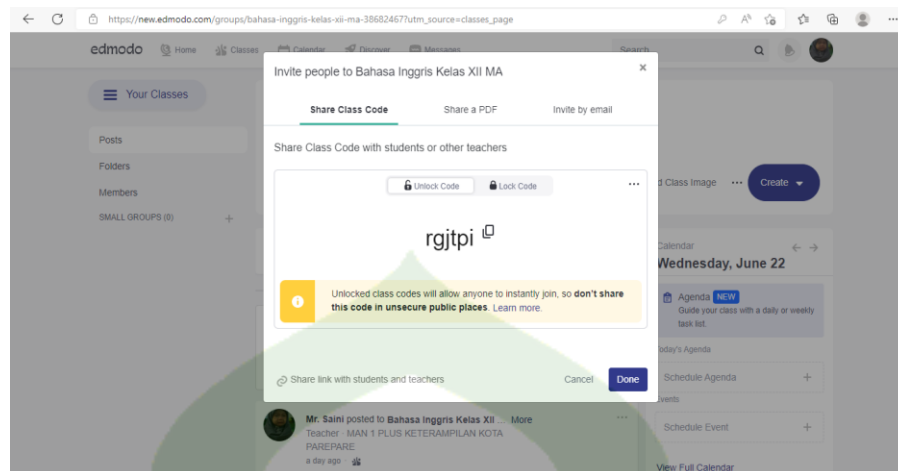 https://new.edmodo.com/groups/bahasa-inggris-kelas-xii-ma-38682467?utm_source=classes_page
edmodo Home Classes Calendar Discover Messages Search
Invite people to Bahasa Inggris Kelas XII MA
Your Classes
Share Class Code Share a PDF Invite by email
Posts
Share Class Code with students or other teachers
Folders
d Class Image Create
Unlock Code Lock Code
Members
SMALL GROUPS (0)
rgjtpi
Calendar
Wednesday, June 22
Unlocked class codes will allow anyone to instantly join, so don't share
this code in unsecure public places. Learn more.
Agenda NEW
Guide your class with a daily or weekly
task list.
Today's Agenda
Share link with students and teachers Cancel Done
Schedule Agenda
Events
Mr. Saini posted to Bahasa Inggris Kelas XII ... More
Teacher · MAN 1 PLUS KETERAMPILAN KOTA
PAREPARE
a day ago ·
Schedule Event
View Full Calendar